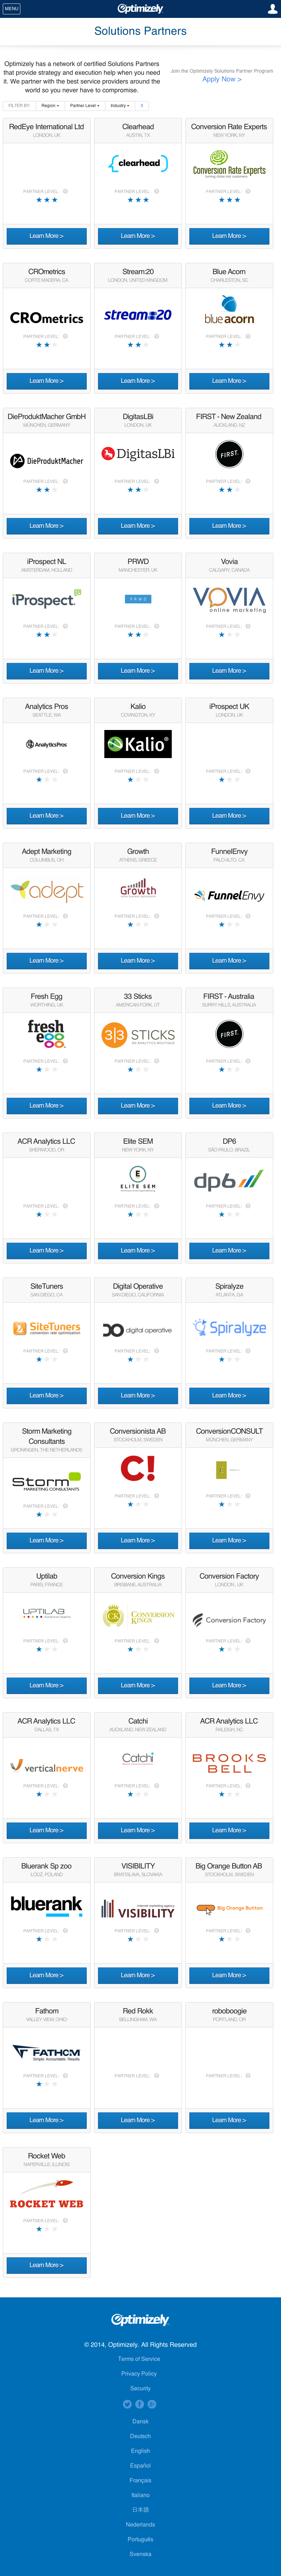 MENU
Optimizely
Solutions Partners
Optimizely has a network of certified Solutions Partners
that provide strategy and execution help when you need
it. We partner with the best service providers around the
world so you never have to compromise.
Join the Optimizely Solutions Partner Program
Apply Now >
FILTER BY: Region Partner Level Industry
RedEye International Ltd
LONDON, UK
PARTNER LEVEL:
Learn More >
Clearhead
AUSTIN, TX
{clearhead}
PARTNER LEVEL:
Learn More >
Conversion Rate Experts
NEW YORK, NY
Conversion Rate Experts
PARTNER LEVEL:
Learn More >
CROmetrics
CORTE MADERA, CA
CROmetrics
PARTNER LEVEL:
Learn More >
Stream:20
LONDON, UNITED KINGDOM
stream:20
PARTNER LEVEL:
Learn More >
Blue Acorn
CHARLESTON, SC
blueacorn
PARTNER LEVEL:
Learn More >
DieProduktMacher GmbH
MÜNCHEN, GERMANY
DieProduktMacher
PARTNER LEVEL:
Learn More >
DigitasLBi
LONDON, UK
DigitasLBi
PARTNER LEVEL:
Learn More >
FIRST - New Zealand
AUCKLAND, NZ
FIRST.
PARTNER LEVEL:
Learn More >
iProspect NL
AMSTERDAM, HOLLAND
iProspect.
PARTNER LEVEL:
Learn More >
PRWD
MANCHESTER, UK
PRWD
PARTNER LEVEL:
Learn More >
Vovia
CALGARY, CANADA
VOVIA
online marketing
PARTNER LEVEL:
Learn More >
Analytics Pros
SEATTLE, WA
AnalyticsPros
PARTNER LEVEL:
Learn More >
Kalio
COVINGTON, KY
Kalio
PARTNER LEVEL:
Learn More >
iProspect UK
LONDON, UK
PARTNER LEVEL:
Learn More >
Adept Marketing
COLUMBUS, OH
adept
PARTNER LEVEL:
Learn More >
Growth
ATHENS, GREECE
Growth
PARTNER LEVEL:
Learn More >
FunnelEnvy
PALO ALTO, CA
FUNNELENVY
PARTNER LEVEL:
Learn More >
Fresh Egg
WORTHING, UK
fresh
egg.
PARTNER LEVEL:
Learn More >
33 Sticks
AMERICAN FORK, UT
3|3 STICKS
AN ANALYTICS BOUTIQUE
PARTNER LEVEL:
Learn More >
FIRST - Australia
SURRY HILLS, AUSTRALIA
FIRST.
PARTNER LEVEL:
Learn More >
ACR Analytics LLC
SHERWOOD, OR
PARTNER LEVEL:
Learn More >
Elite SEM
NEW YORK, NY
E
ELITE SEM
PARTNER LEVEL:
Learn More >
DP6
SÃO PAULO, BRAZIL
dp6
PARTNER LEVEL:
Learn More >
SiteTuners
SAN DIEGO, CA
SiteTuners
conversion rate optimization
PARTNER LEVEL:
Learn More >
Digital Operative
SAN DIEGO, CALIFORNIA
digital operative
PARTNER LEVEL:
Learn More >
Spiralyze
ATLANTA, GA
Spiralyze
PARTNER LEVEL:
Learn More >
Storm Marketing
Consultants
GRONINGEN, THE NETHERLANDS
Storm
MARKETING CONSULTANTS
PARTNER LEVEL:
Learn More >
Conversionista AB
STOCKHOLM, SWEDEN
C!
PARTNER LEVEL:
Learn More >
ConversionCONSULT
MÜNCHEN, GERMANY
PARTNER LEVEL:
Learn More >
Uptilab
PARIS, FRANCE
UPTILAB
PARTNER LEVEL:
Learn More >
Conversion Kings
BRISBANE, AUSTRALIA
CONVERSION
KINGS
PARTNER LEVEL:
Learn More >
Conversion Factory
LONDON, UK
Conversion Factory
PARTNER LEVEL:
Learn More >
ACR Analytics LLC
DALLAS, TX
verticalnerve
PARTNER LEVEL:
Learn More >
Catchi
AUCKLAND, NEW ZEALAND
Catchi
PARTNER LEVEL:
Learn More >
ACR Analytics LLC
RALEIGH, NC
BROOKS
BELL
PARTNER LEVEL:
Learn More >
Bluerank Sp zoo
LODZ, POLAND
bluerank
PARTNER LEVEL:
Learn More >
VISIBILITY
BRATISLAVA, SLOVAKIA
internet marketing agency
VISIBILITY
PARTNER LEVEL:
Learn More >
Big Orange Button AB
STOCKHOLM, SWEDEN
Big Orange Button
PARTNER LEVEL:
Learn More >
Fathom
VALLEY VIEW, OHIO
FATHOM
Simple. Accountable. Results.
PARTNER LEVEL:
Learn More >
Red Rokk
BELLINGHAM, WA
PARTNER LEVEL:
Learn More >
roboboogie
PORTLAND, OR
PARTNER LEVEL:
Learn More >
Rocket Web
NAPERVILLE, ILLINOIS
ROCKET WEB
PARTNER LEVEL:
Learn More >
Optimizely
© 2014, Optimizely. All Rights Reserved
Terms of Service
Privacy Policy
Security
Dansk
Deutsch
English
Español
Français
Italiano
日本語
Nederlands
Português
Svenska